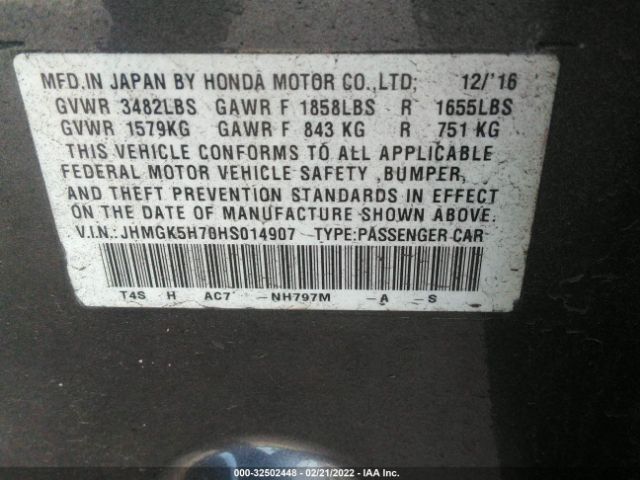 MFD.IN JAPAN BY HONDA MOTOR CO.,LTD; 12/'16
GVWR 3482LBS GAWR F 1858LBS R 1655LBS
GVWR 1579KG GAWR F 843 KG R 751 KG
THIS VEHICLE CONFORMS TO ALL APPLICABLE
FEDERAL MOTOR VEHICLE SAFETY ,BUMPER,
AND THEFT PREVENTION STANDARDS IN EFFECT
ON THE DATE OF MANUFACTURE SHOWN ABOVE.
V.I.N.: JHMGK5H70HS014907 TYPE:PASSENGER CAR
T4S H AC7 -NH797M -A -S
000-32502448 - 02/21/2022 - IAA Inc.